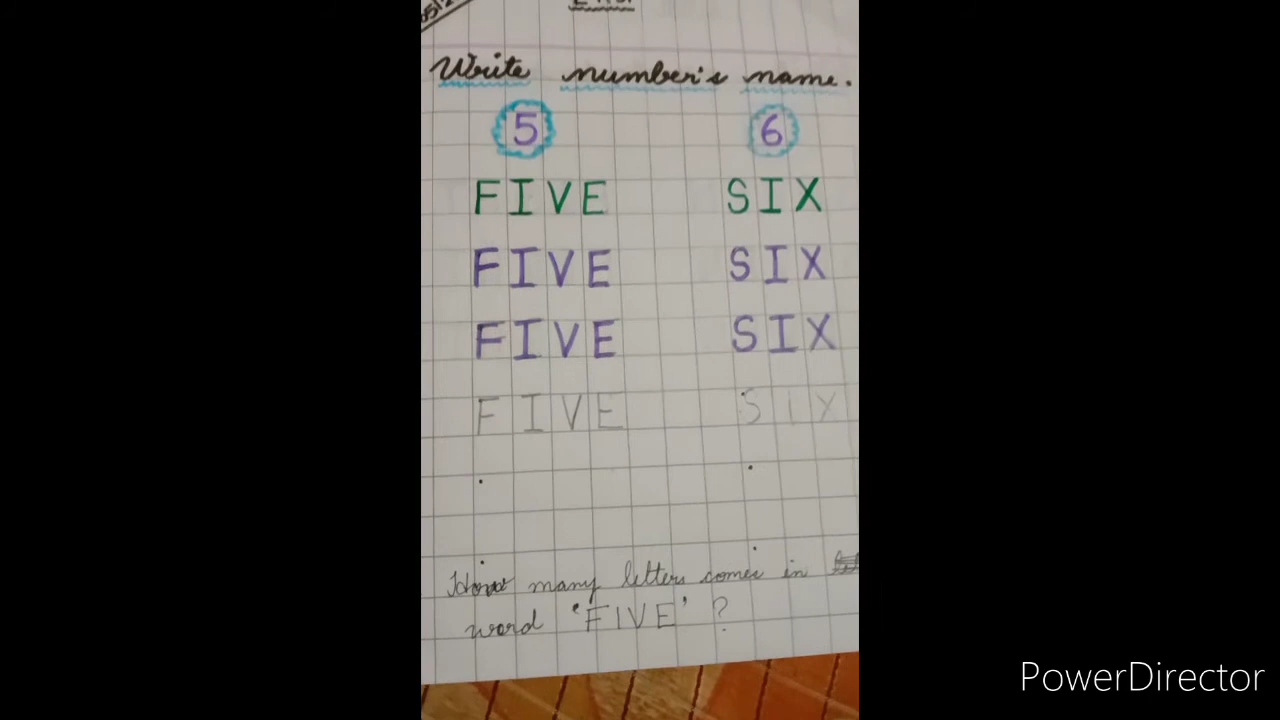 Write number's name.
5 6
FIVE SIX
FIVE SIX
FIVE SIX
FIVE SIX
How many letters comes in
word 'FIVE' ?
PowerDirector